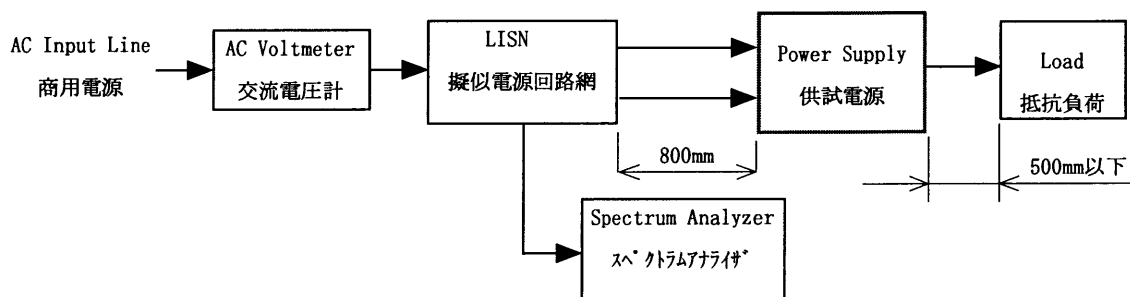 AC Input Line
商用電源
AC Voltmeter
交流電圧計
LISN
擬似電源回路網
Power Supply
供試電源
Load
抵抗負荷
800mm
500mm以下
Spectrum Analyzer
スペクトラムアナライザ